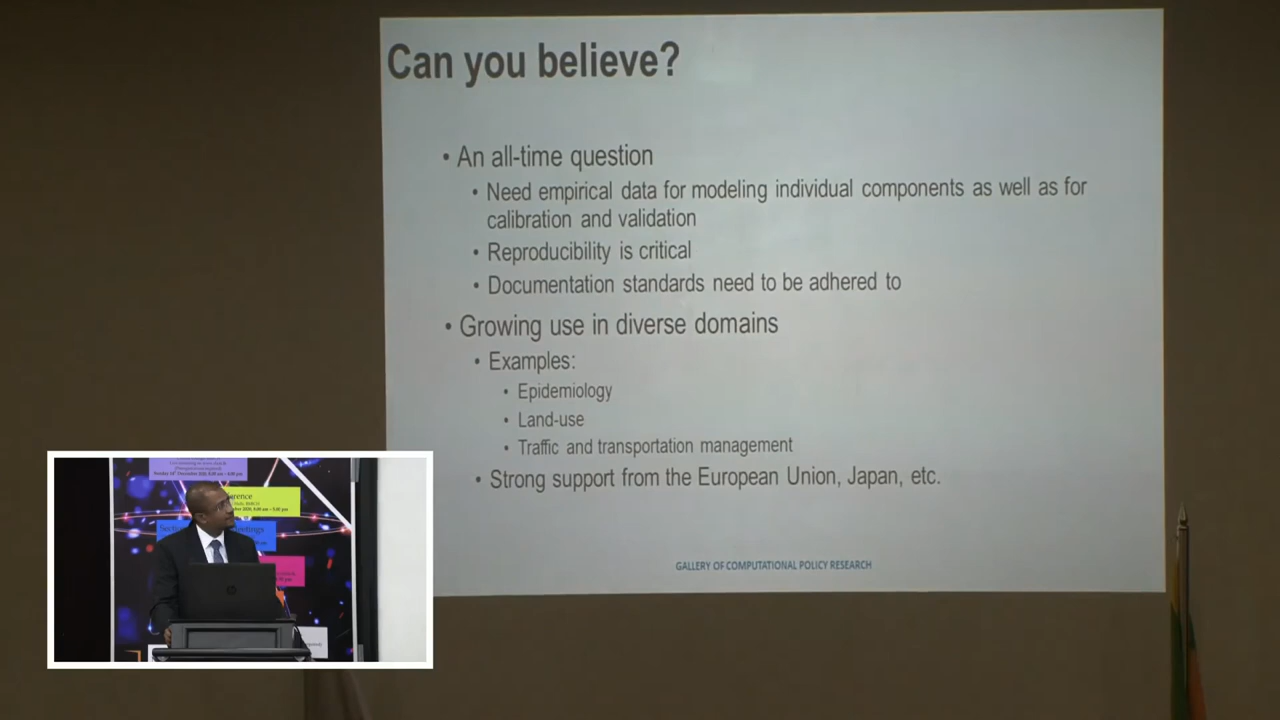 Can you believe?
• An all-time question
• Need empirical data for modeling individual components as well as for
calibration and validation
• Reproducibility is critical
• Documentation standards need to be adhered to
• Growing use in diverse domains
• Examples:
• Epidemiology
• Land-use
• Traffic and transportation management
• Strong support from the European Union, Japan, etc.
GALLERY OF COMPUTATIONAL POLICY RESEARCH